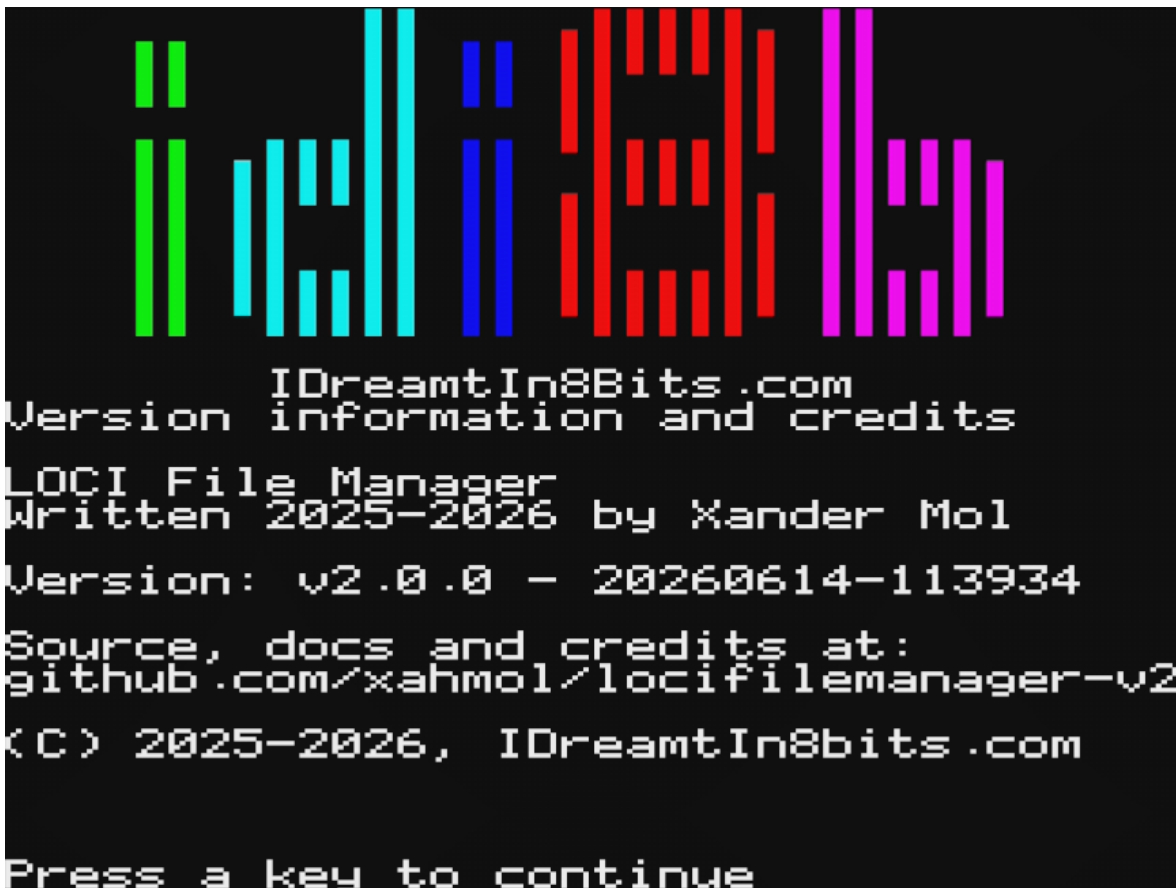 idi8b
IDreamtIn8Bits.com
Version information and credits
LOCI File Manager
Written 2025-2026 by Xander Mol
Version: v2.0.0 - 20260614-113934
Source, docs and credits at:
github.com/xahmol/locifilemanager-v2
(C) 2025-2026, IDreamtIn8bits.com
Press a key to continue